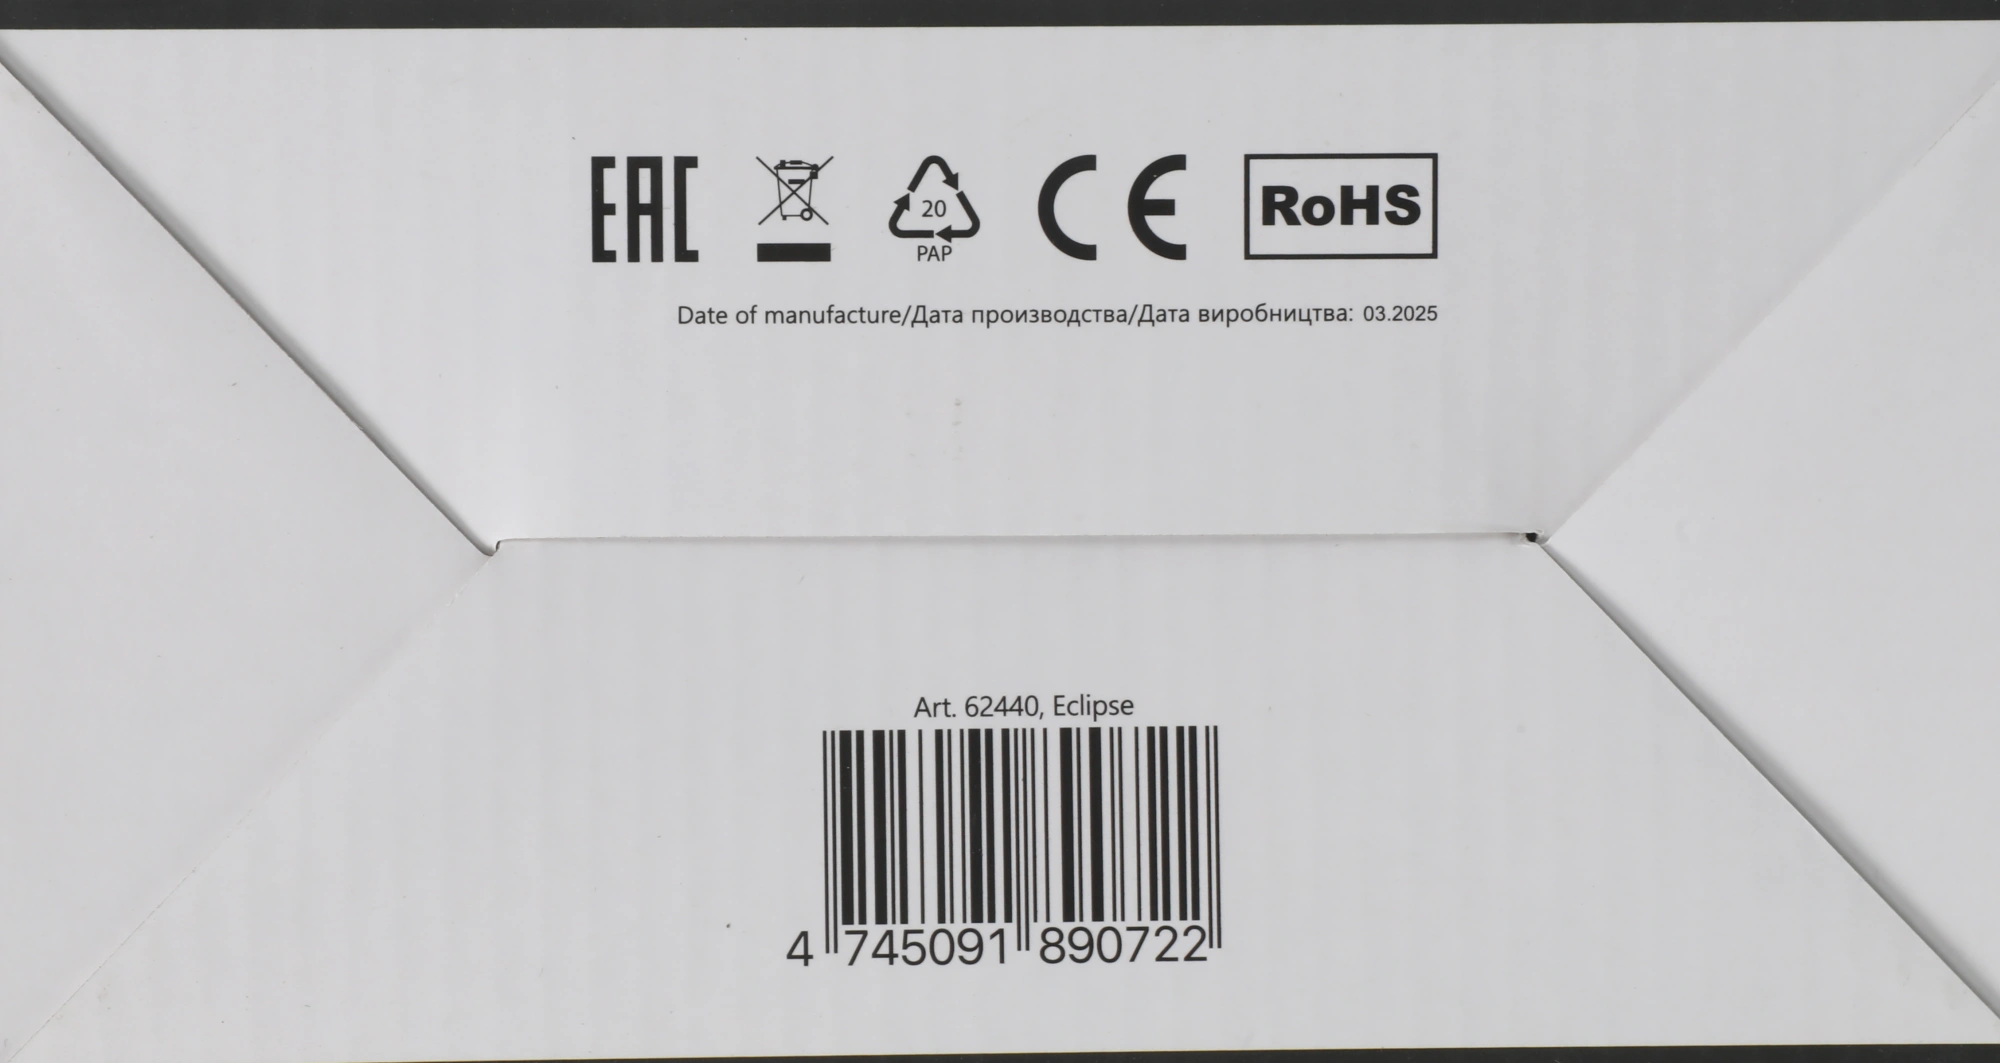 EAC
20
PAP
CE
RoHS
Date of manufacture/Дата производства/Дата виробництва: 03.2025
Art. 62440, Eclipse
4 745091 890722